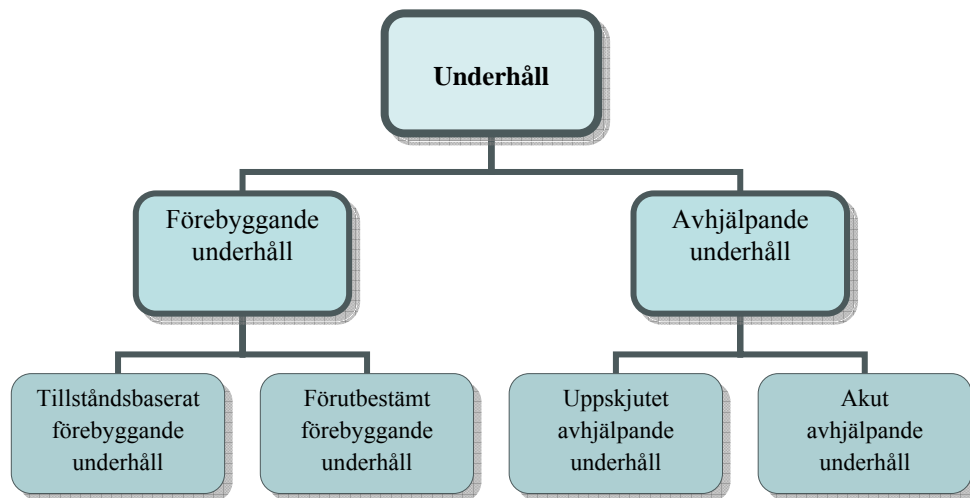 Underhåll
Förebyggande
underhåll
Avhjälpande
underhåll
Tillståndsbaserat
förebyggande
underhåll
Förutbestämt
förebyggande
underhåll
Uppskjutet
avhjälpande
underhåll
Akut
avhjälpande
underhåll